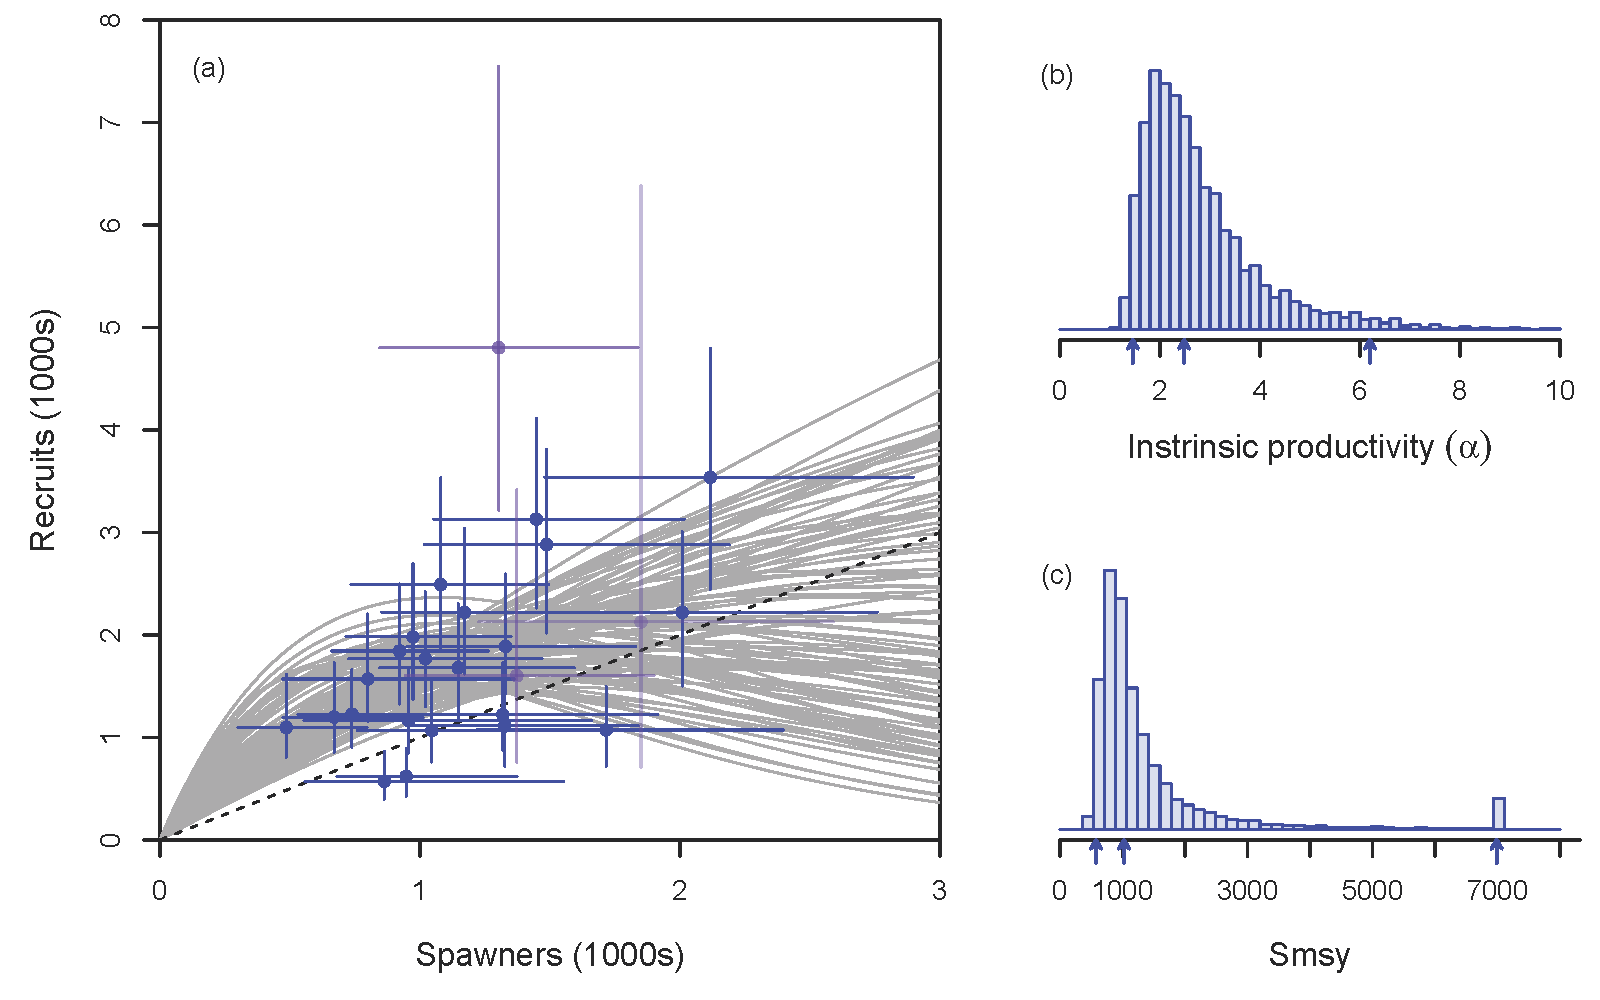 (a)
Recruits (1000s)
0 1 2 3 4 5 6 7 8
0 1 2 3
Spawners (1000s)
(b)
0 2 4 6 8 10
Instrinsic productivity (α)
(c)
0 1000 3000 5000 7000
Smsy